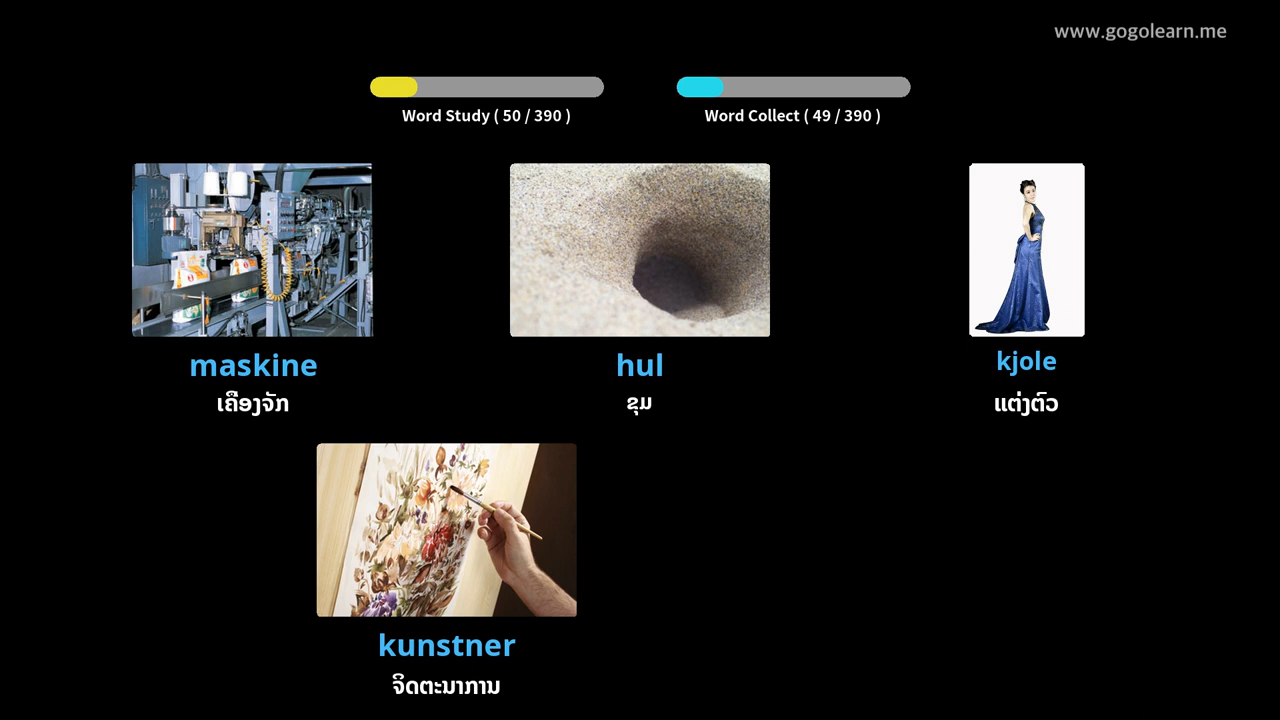 www.gogolearn.me
Word Study ( 50 / 390 )
Word Collect ( 49 / 390 )
maskine
ເຄື່ອງຈັກ
hul
ຂຸມ
kjole
ແຕ່ງຕົວ
kunstner
ຈິດຕະນາການ